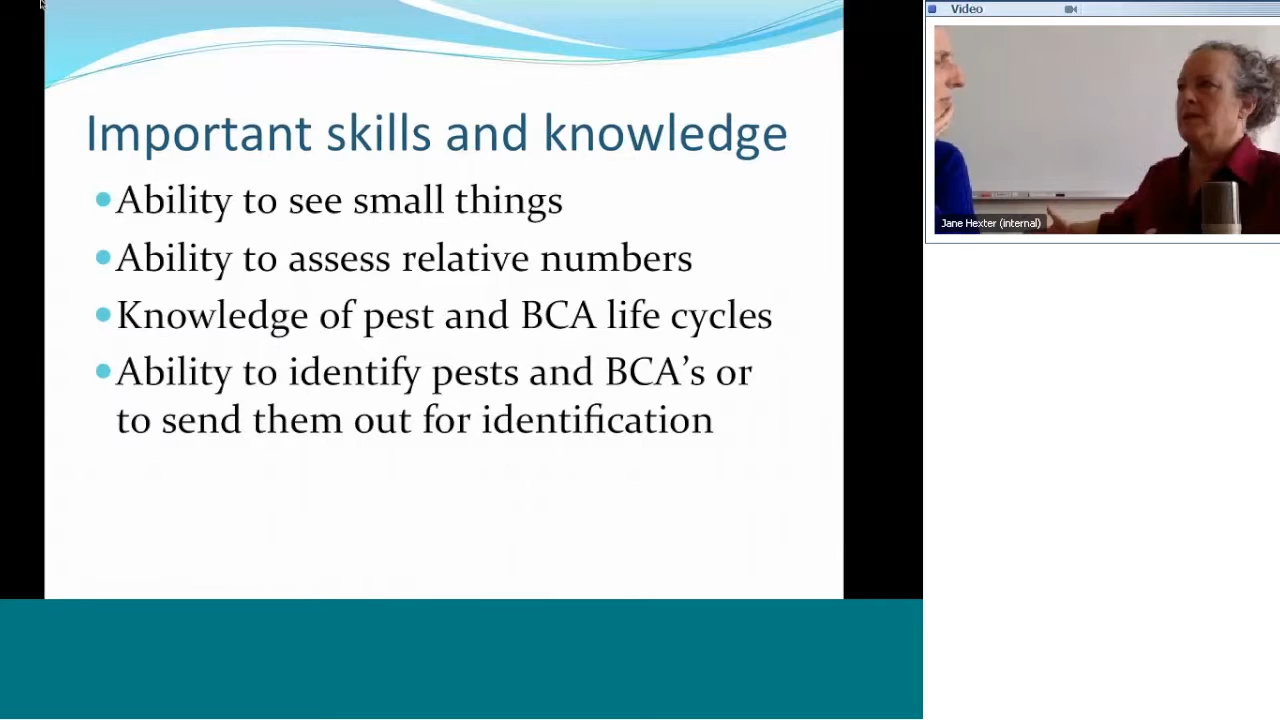 Important skills and knowledge
Ability to see small things
Ability to assess relative numbers
Knowledge of pest and BCA life cycles
Ability to identify pests and BCA’s or
to send them out for identification
Video
Jane Hexter (internal)